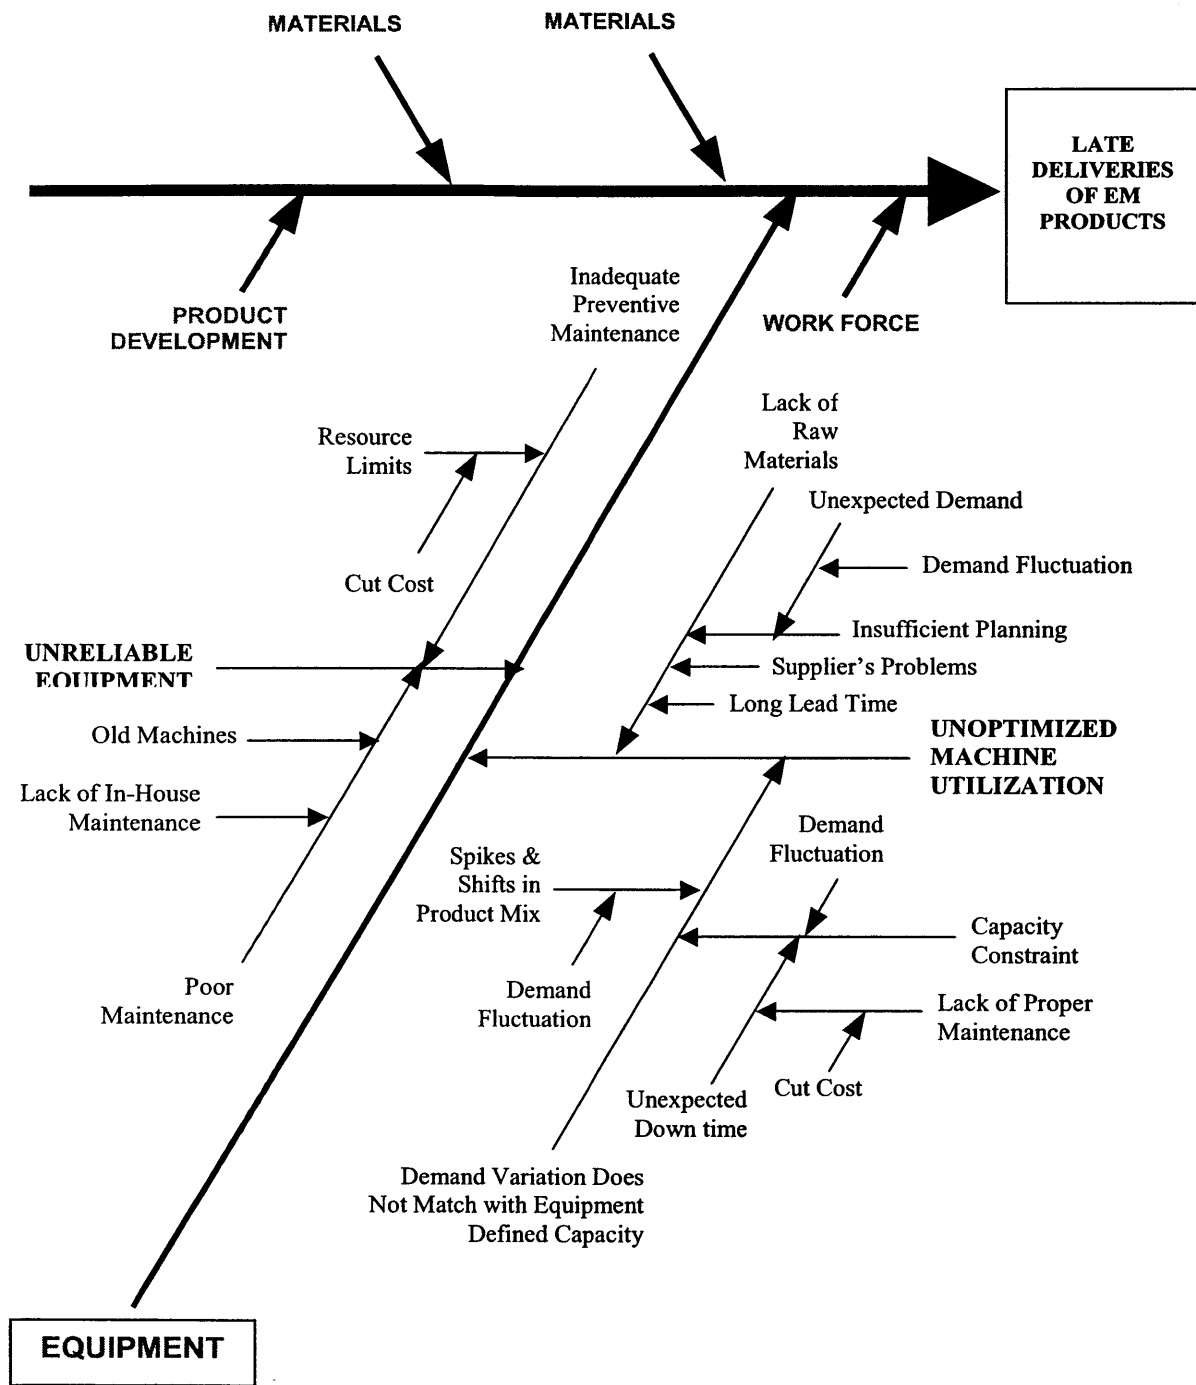 MATERIALS
MATERIALS
LATE
DELIVERIES
OF EM
PRODUCTS
PRODUCT
DEVELOPMENT
Inadequate
Preventive
Maintenance
WORK FORCE
Resource
Limits
Lack of
Raw
Materials
Unexpected Demand
Cut Cost
Demand Fluctuation
Insufficient Planning
UNRELIABLE
EQUIPMENT
Supplier's Problems
Long Lead Time
Old Machines
UNOPTIMIZED
MACHINE
UTILIZATION
Lack of In-House
Maintenance
Demand
Fluctuation
Spikes &
Shifts in
Product Mix
Capacity
Constraint
Poor
Maintenance
Demand
Fluctuation
Lack of Proper
Maintenance
Cut Cost
Unexpected
Down time
Demand Variation Does
Not Match with Equipment
Defined Capacity
EQUIPMENT